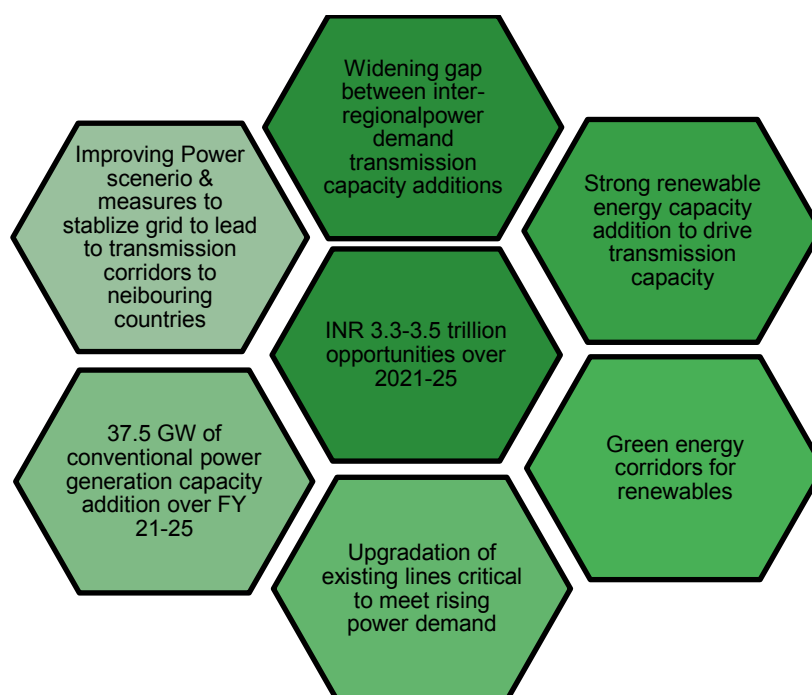 Widening gap
between inter-
regionalpower
demand
transmission
capacity additions
Improving Power
scenerio &
measures to
stablize grid to lead
to transmission
corridors to
neibouring
countries
Strong renewable
energy capacity
addition to drive
transmission
capacity
INR 3.3-3.5 trillion
opportunities over
2021-25
37.5 GW of
conventional power
generation capacity
addition over FY
21-25
Green energy
corridors for
renewables
Upgradation of
existing lines critical
to meet rising
power demand